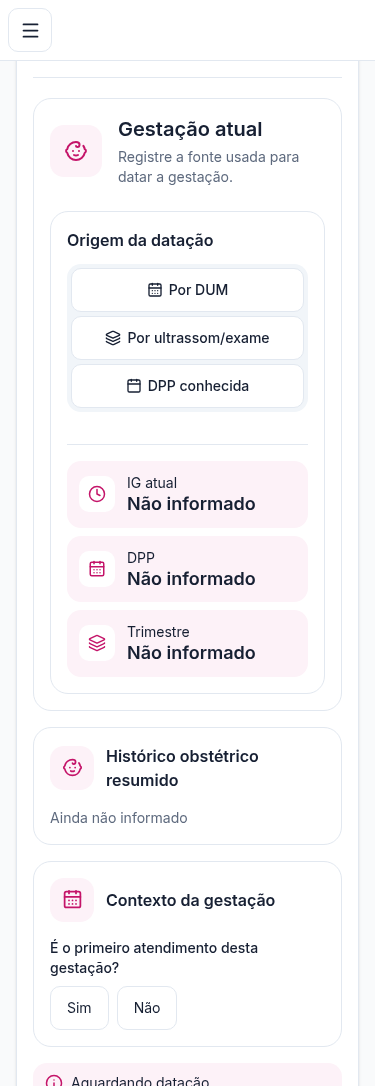 Gestação atual
Registre a fonte usada para
datar a gestação.
Origem da datação
Por DUM
Por ultrassom/exame
DPP conhecida
IG atual
Não informado
DPP
Não informado
Trimestre
Não informado
Histórico obstétrico
resumido
Ainda não informado
Contexto da gestação
É o primeiro atendimento desta
gestação?
Sim
Não
Aguardando datação